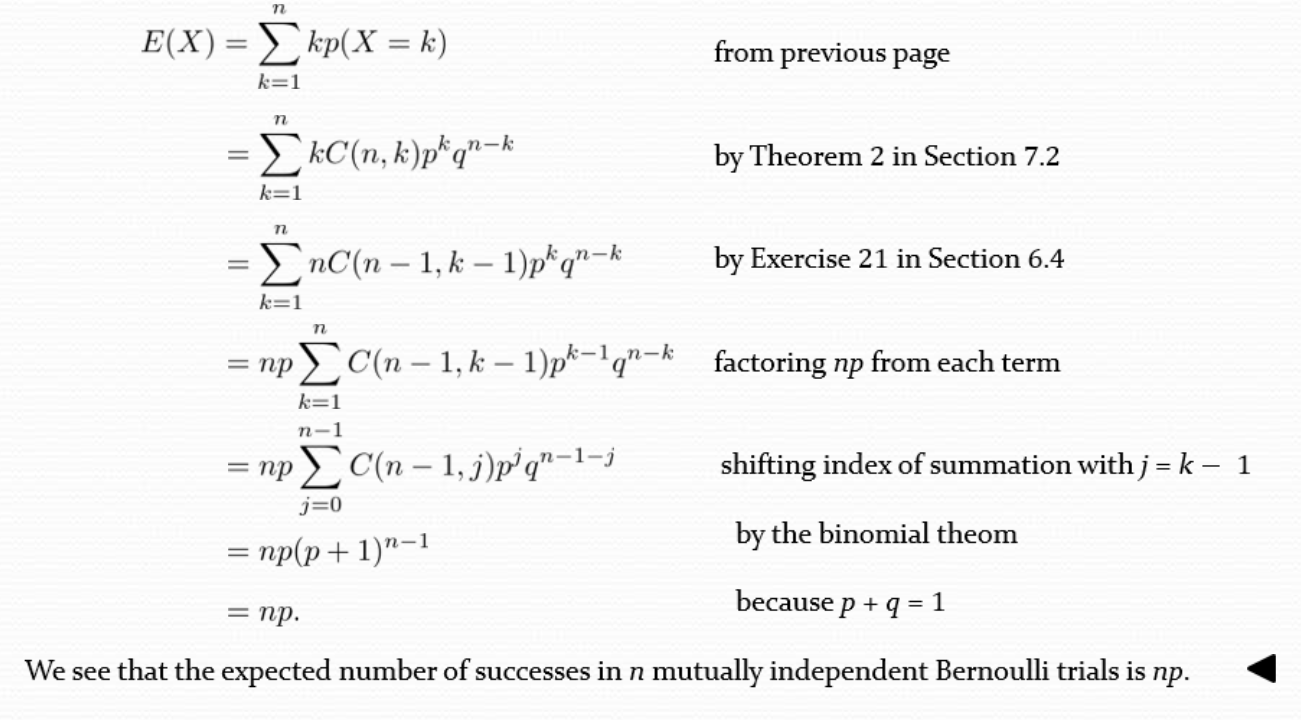 E(X) = \sum_{k=1}^{n} kp(X = k) from previous page
= \sum_{k=1}^{n} kC(n, k)p^k q^{n-k} by Theorem 2 in Section 7.2
= \sum_{k=1}^{n} nC(n − 1, k − 1)p^k q^{n-k} by Exercise 21 in Section 6.4
= np \sum_{k=1}^{n} C(n − 1, k − 1)p^{k-1} q^{n-k} factoring np from each term
= np \sum_{j=0}^{n-1} C(n − 1, j)p^j q^{n-1-j} shifting index of summation with j = k − 1
= np(p + 1)^{n-1} by the binomial theom
= np. because p + q = 1
We see that the expected number of successes in n mutually independent Bernoulli trials is np. ◀